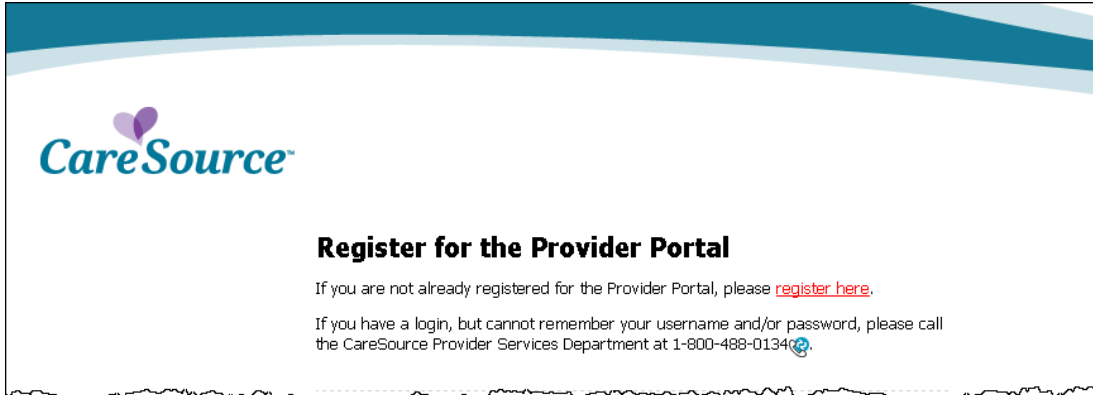 CareSource™
Register for the Provider Portal
If you are not already registered for the Provider Portal, please register here.
If you have a login, but cannot remember your username and/or password, please call
the CareSource Provider Services Department at 1-800-488-0134.